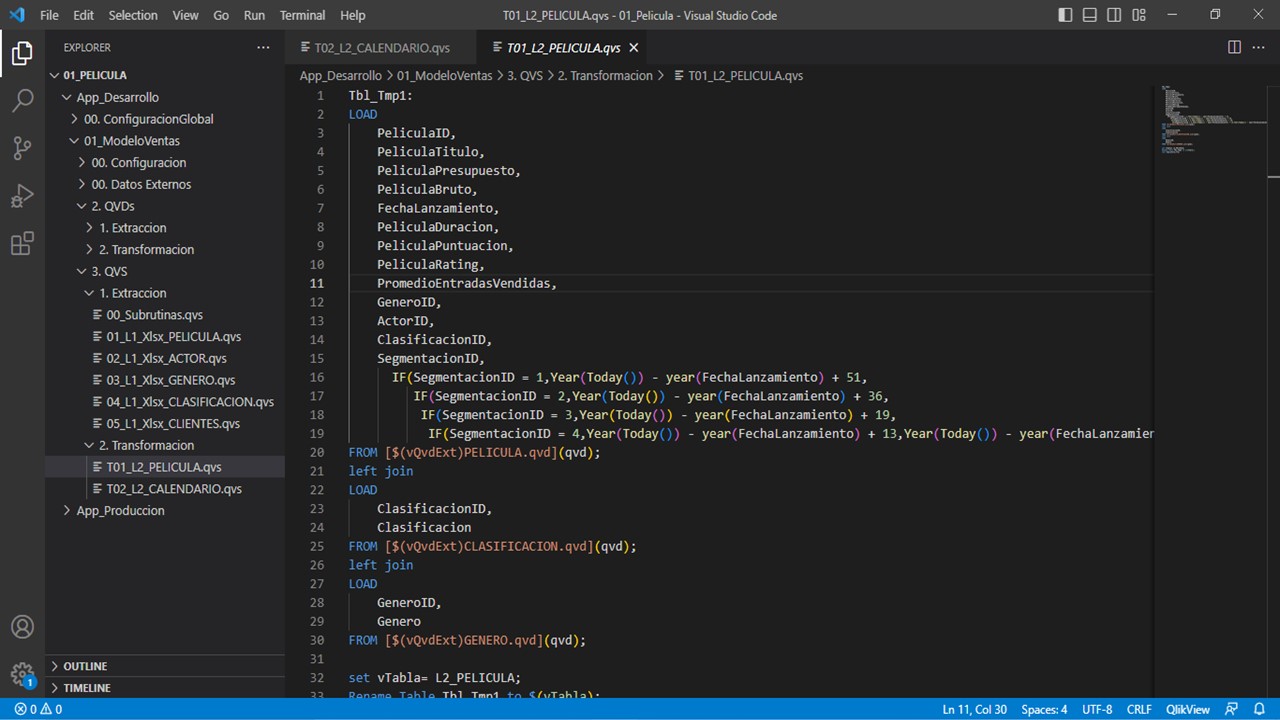 File Edit Selection View Go Run Terminal Help
T01_L2_PELICULA.qvs - 01_Pelicula - Visual Studio Code
EXPLORER
01_PELICULA
App_Desarrollo
00. ConfiguracionGlobal
01_ModeloVentas
00. Configuracion
00. Datos Externos
2. QVDs
1. Extraccion
2. Transformacion
3. QVS
1. Extraccion
00_Subrutinas.qvs
01_L1_Xlsx_PELICULA.qvs
02_L1_Xlsx_ACTOR.qvs
03_L1_Xlsx_GENERO.qvs
04_L1_Xlsx_CLASIFICACION.qvs
05_L1_Xlsx_CLIENTES.qvs
2. Transformacion
T01_L2_PELICULA.qvs
T02_L2_CALENDARIO.qvs
App_Produccion
OUTLINE
TIMELINE
T02_L2_CALENDARIO.qvs T01_L2_PELICULA.qvs
App_Desarrollo > 01_ModeloVentas > 3. QVS > 2. Transformacion > T01_L2_PELICULA.qvs
1 Tbl_Tmp1:
2 LOAD
3 PeliculaID,
4 PeliculaTitulo,
5 PeliculaPresupuesto,
6 PeliculaBruto,
7 FechaLanzamiento,
8 PeliculaDuracion,
9 PeliculaPuntuacion,
10 PeliculaRating,
11 PromedioEntradasVendidas,
12 GeneroID,
13 ActorID,
14 ClasificacionID,
15 SegmentacionID,
16 IF(SegmentacionID = 1,Year(Today()) - year(FechaLanzamiento) + 51,
17 IF(SegmentacionID = 2,Year(Today()) - year(FechaLanzamiento) + 36,
18 IF(SegmentacionID = 3,Year(Today()) - year(FechaLanzamiento) + 19,
19 IF(SegmentacionID = 4,Year(Today()) - year(FechaLanzamiento) + 13,Year(Today()) - year(FechaLanzamien
20 FROM [$(vQvdExt)PELICULA.qvd](qvd);
21 left join
22 LOAD
23 ClasificacionID,
24 Clasificacion
25 FROM [$(vQvdExt)CLASIFICACION.qvd](qvd);
26 left join
27 LOAD
28 GeneroID,
29 Genero
30 FROM [$(vQvdExt)GENERO.qvd](qvd);
31
32 set vTabla= L2_PELICULA;
33 Rename Table Tbl_Tmp1 to $(vTabla);
1
0 0 Ln 11, Col 30 Spaces: 4 UTF-8 CRLF QlikView